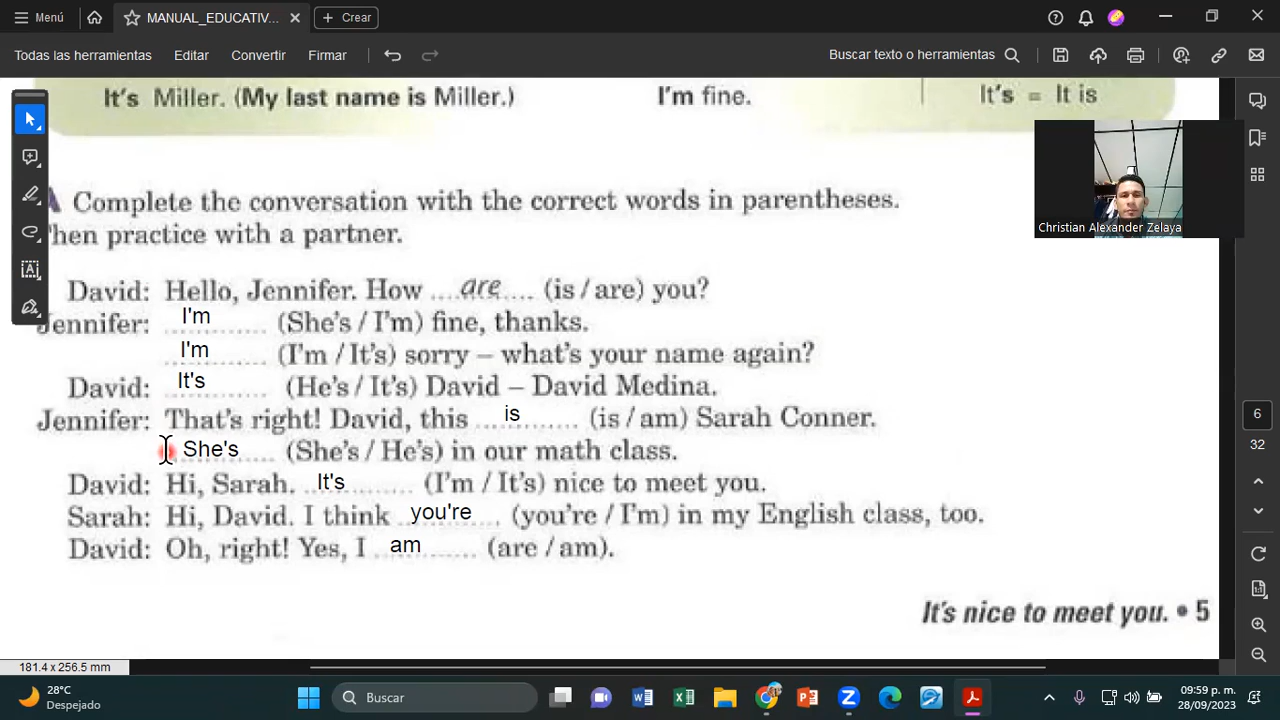 Menú
MANUAL_EDUCATIV...
Crear
Todas las herramientas
Editar
Convertir
Firmar
Buscar texto o herramientas
It's Miller. (My last name is Miller.)
I'm fine.
It's = It is
Christian Alexander Zelaya
A Complete the conversation with the correct words in parentheses.
Then practice with a partner.
David: Hello, Jennifer. How ....are.... (is / are) you?
Jennifer: I'm (She's / I'm) fine, thanks.
I'm (I'm / It's) sorry – what's your name again?
David: It's (He's / It's) David – David Medina.
Jennifer: That's right! David, this is (is / am) Sarah Conner.
She's (She's / He's) in our math class.
David: Hi, Sarah. It's (I'm / It's) nice to meet you.
Sarah: Hi, David. I think you're (you're / I'm) in my English class, too.
David: Oh, right! Yes, I am (are / am).
It's nice to meet you. • 5
6
32
181.4 x 256.5 mm
28°C
Despejado
Buscar
09:59 p. m.
28/09/2023